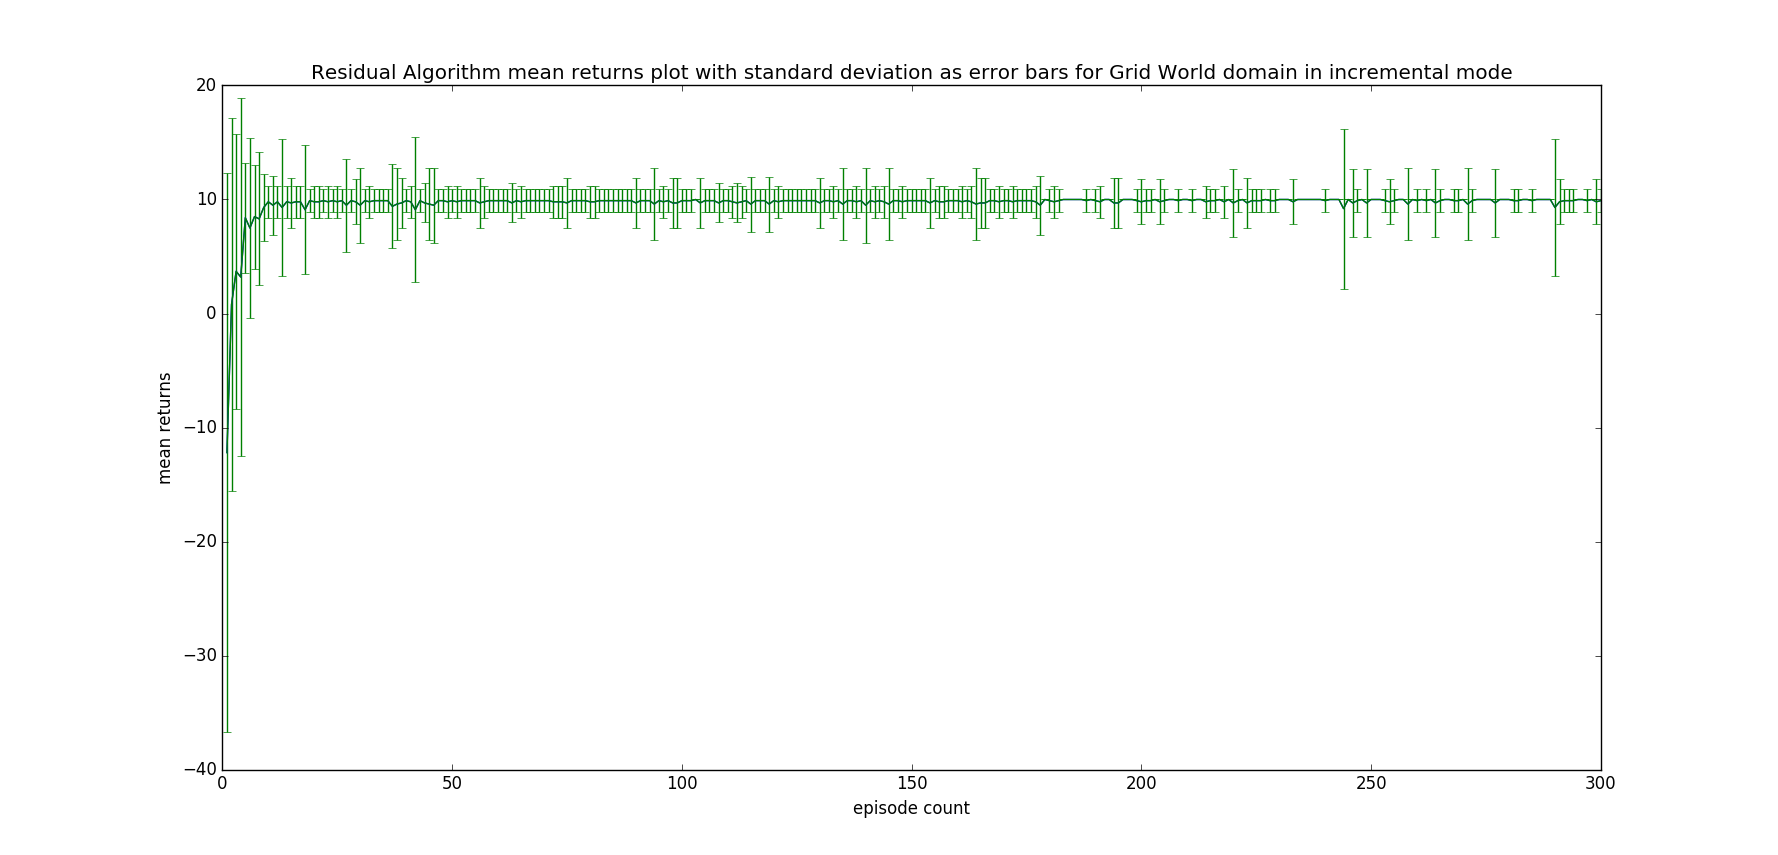 Residual Algorithm mean returns plot with standard deviation as error bars for Grid World domain in incremental mode
20
10
0
−10
−20
−30
−40
mean returns
0 50 100 150 200 250 300
episode count